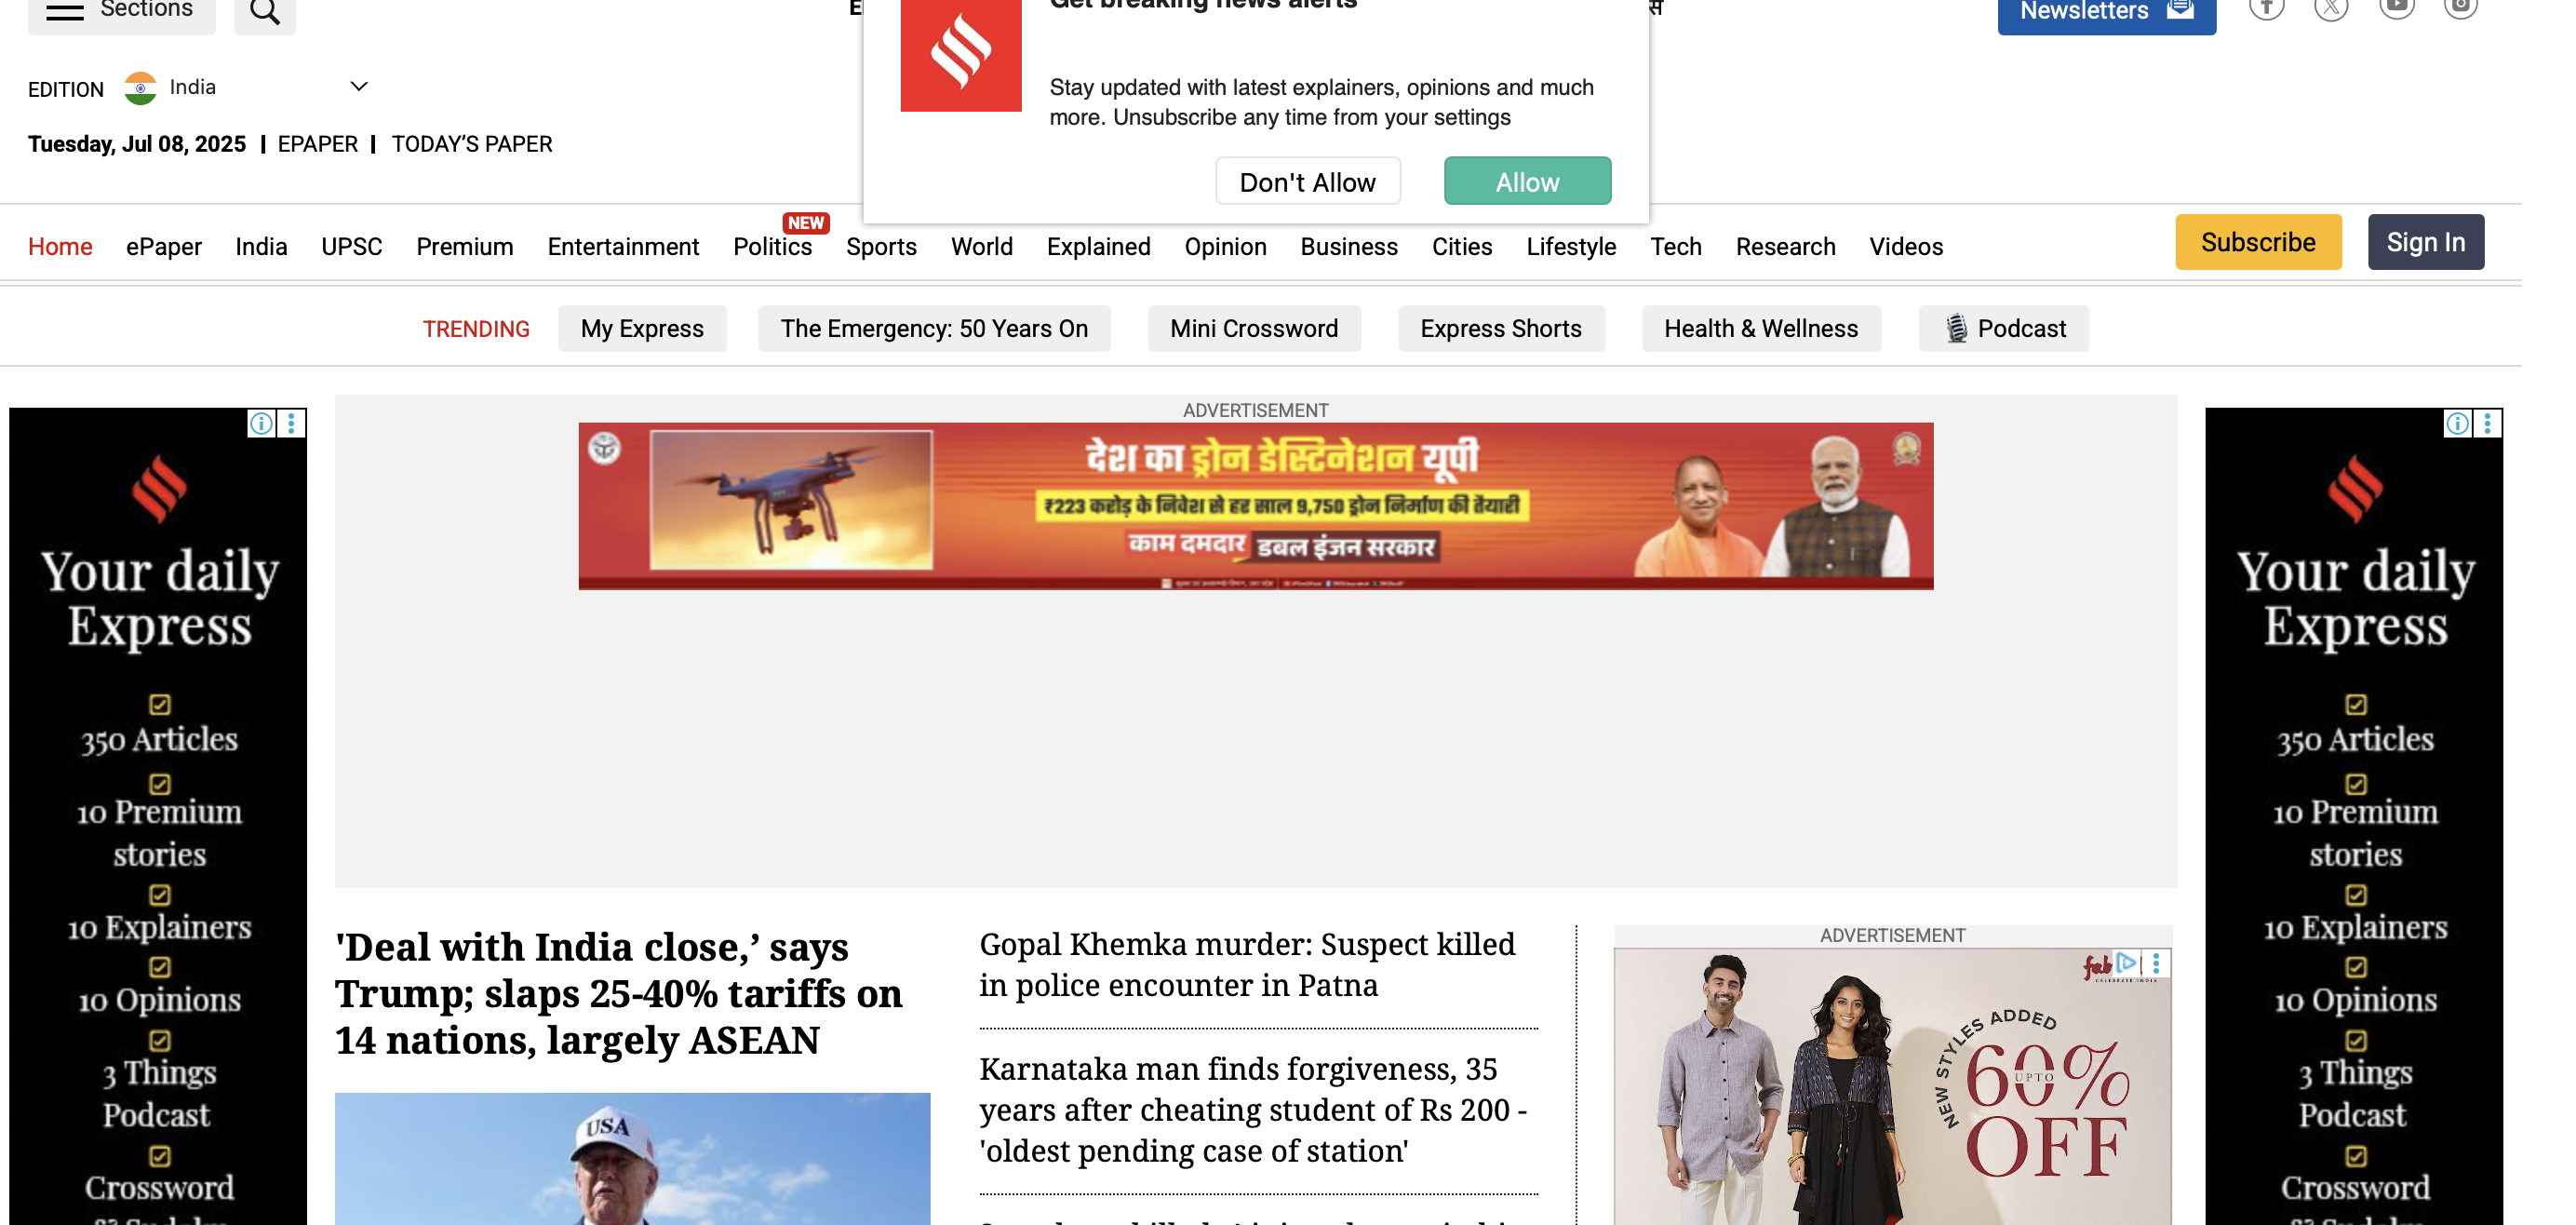 Sections
Newsletters
Get breaking news alerts
Stay updated with latest explainers, opinions and much
more. Unsubscribe any time from your settings
Don't Allow
Allow
EDITION India
Tuesday, Jul 08, 2025 | EPAPER | TODAY’S PAPER
NEW
Home ePaper India UPSC Premium Entertainment Politics Sports World Explained Opinion Business Cities Lifestyle Tech Research Videos
Subscribe Sign In
TRENDING My Express The Emergency: 50 Years On Mini Crossword Express Shorts Health & Wellness Podcast
Your daily
Express
350 Articles
10 Premium
stories
10 Explainers
10 Opinions
3 Things
Podcast
Crossword
ADVERTISEMENT
देश का ड्रोन डेस्टिनेशन यूपी
₹223 करोड़ के निवेश से हर साल 9,750 ड्रोन निर्माण की तैयारी
काम दमदार डबल इंजन सरकार
'Deal with India close,’ says
Trump; slaps 25-40% tariffs on
14 nations, largely ASEAN
USA
Gopal Khemka murder: Suspect killed
in police encounter in Patna
Karnataka man finds forgiveness, 35
years after cheating student of Rs 200 -
'oldest pending case of station'
ADVERTISEMENT
fab
CELEBRATE INDIA
NEW STYLES ADDED
UPTO
60%
OFF
Your daily
Express
350 Articles
10 Premium
stories
10 Explainers
10 Opinions
3 Things
Podcast
Crossword